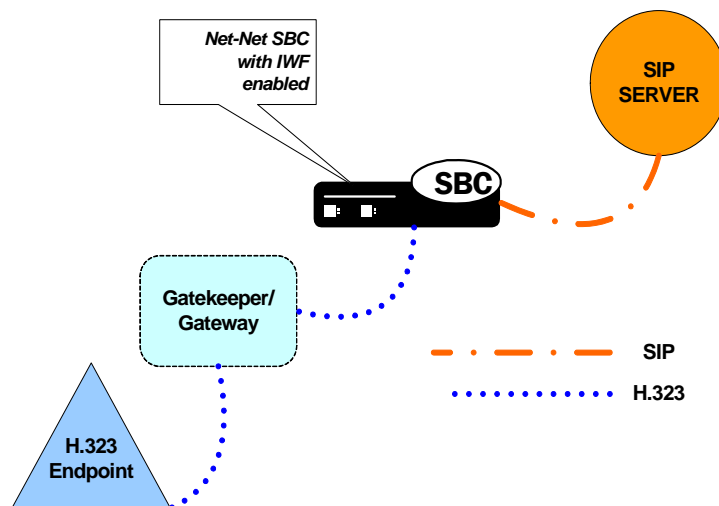 Net-Net SBC
with IWF
enabled
SIP
SERVER
SBC
Gatekeeper/
Gateway
SIP
H.323
H.323
Endpoint